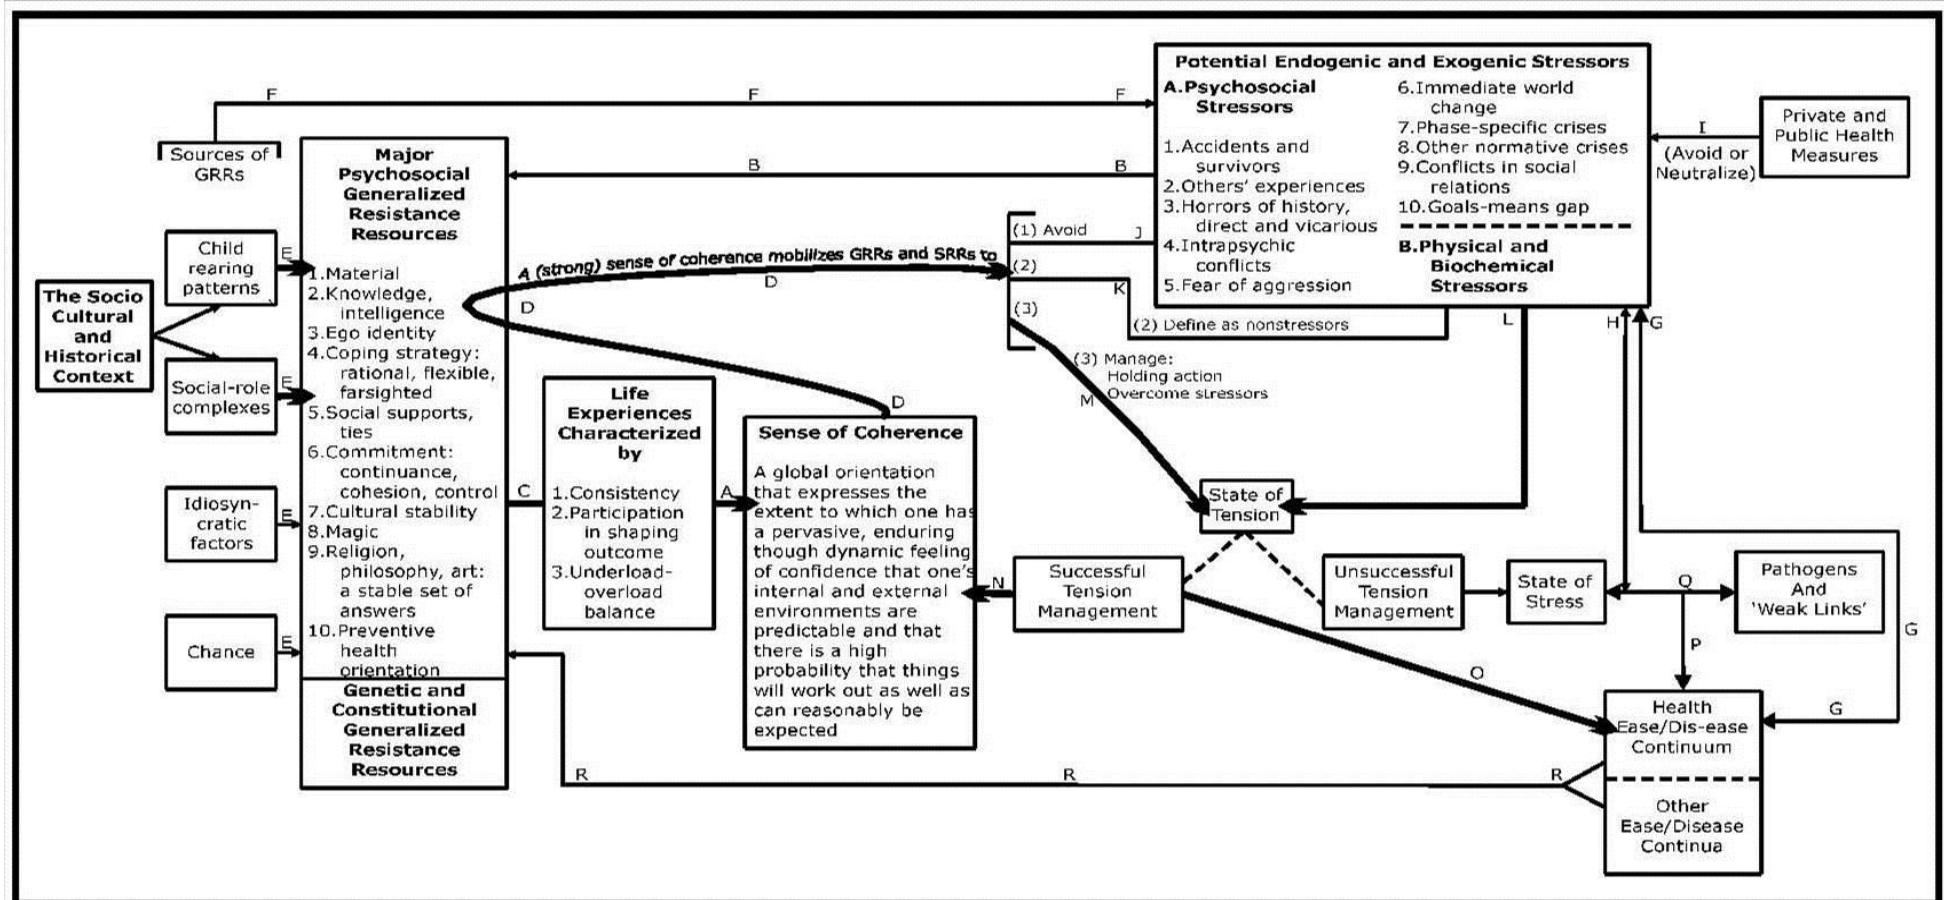 F F F
Sources of
GRRs
The Socio
Cultural
and
Historical
Context
Child
rearing
patterns
E
Social-role
complexes
E
Idiosyn-
cratic
factors
E
Chance
E
Major
Psychosocial
Generalized
Resistance
Resources
1.Material
2.Knowledge,
intelligence
3.Ego identity
4.Coping strategy:
rational, flexible,
farsighted
5.Social supports,
ties
6.Commitment:
continuance,
cohesion, control
7.Cultural stability
8.Magic
9.Religion,
philosophy, art:
a stable set of
answers
10.Preventive
health
orientation
Genetic and
Constitutional
Generalized
Resistance
Resources
B B
A (strong) sense of coherence mobilizes GRRs and SRRs to
D
D
D
C
Life
Experiences
Characterized
by
1.Consistency
2.Participation
in shaping
outcome
3.Underload-
overload
balance
A
Sense of Coherence
A global orientation
that expresses the
extent to which one has
a pervasive, enduring
though dynamic feeling
of confidence that one's
internal and external
environments are
predictable and that
there is a high
probability that things
will work out as well as
can reasonably be
expected
(1) Avoid J
(2)
K
(2) Define as nonstressors
(3)
(3) Manage:
Holding action
Overcome stressors
M
Potential Endogenic and Exogenic Stressors
A.Psychosocial
Stressors
1.Accidents and
survivors
2.Others' experiences
3.Horrors of history,
direct and vicarious
4.Intrapsychic
conflicts
5.Fear of aggression
6.Immediate world
change
7.Phase-specific crises
8.Other normative crises
9.Conflicts in social
relations
10.Goals-means gap
B.Physical and
Biochemical
Stressors
I
(Avoid or
Neutralize)
Private and
Public Health
Measures
L
H
G
State of
Tension
N
Successful
Tension
Management
Unsuccessful
Tension
Management
State of
Stress
Q
Pathogens
And
'Weak Links'
P
O
G
G
Health
Ease/Dis-ease
Continuum
Other
Ease/Disease
Continua
R R R